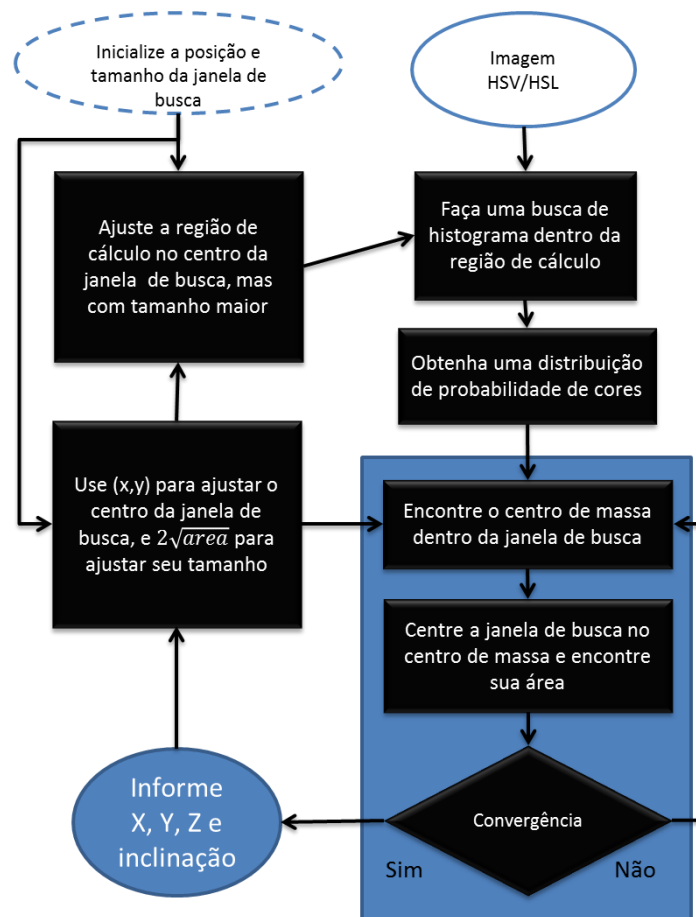 Inicialize a posição e
tamanho da janela de
busca
Imagem
HSV/HSL
Ajuste a região de
cálculo no centro da
janela de busca, mas
com tamanho maior
Faça uma busca de
histograma dentro da
região de cálculo
Obtenha uma distribuição
de probabilidade de cores
Use (x,y) para ajustar o
centro da janela de
busca, e 2√area para
ajustar seu tamanho
Encontre o centro de massa
dentro da janela de busca
Centre a janela de busca no
centro de massa e encontre
sua área
Informe
X, Y, Z e
inclinação
Convergência
Sim
Não